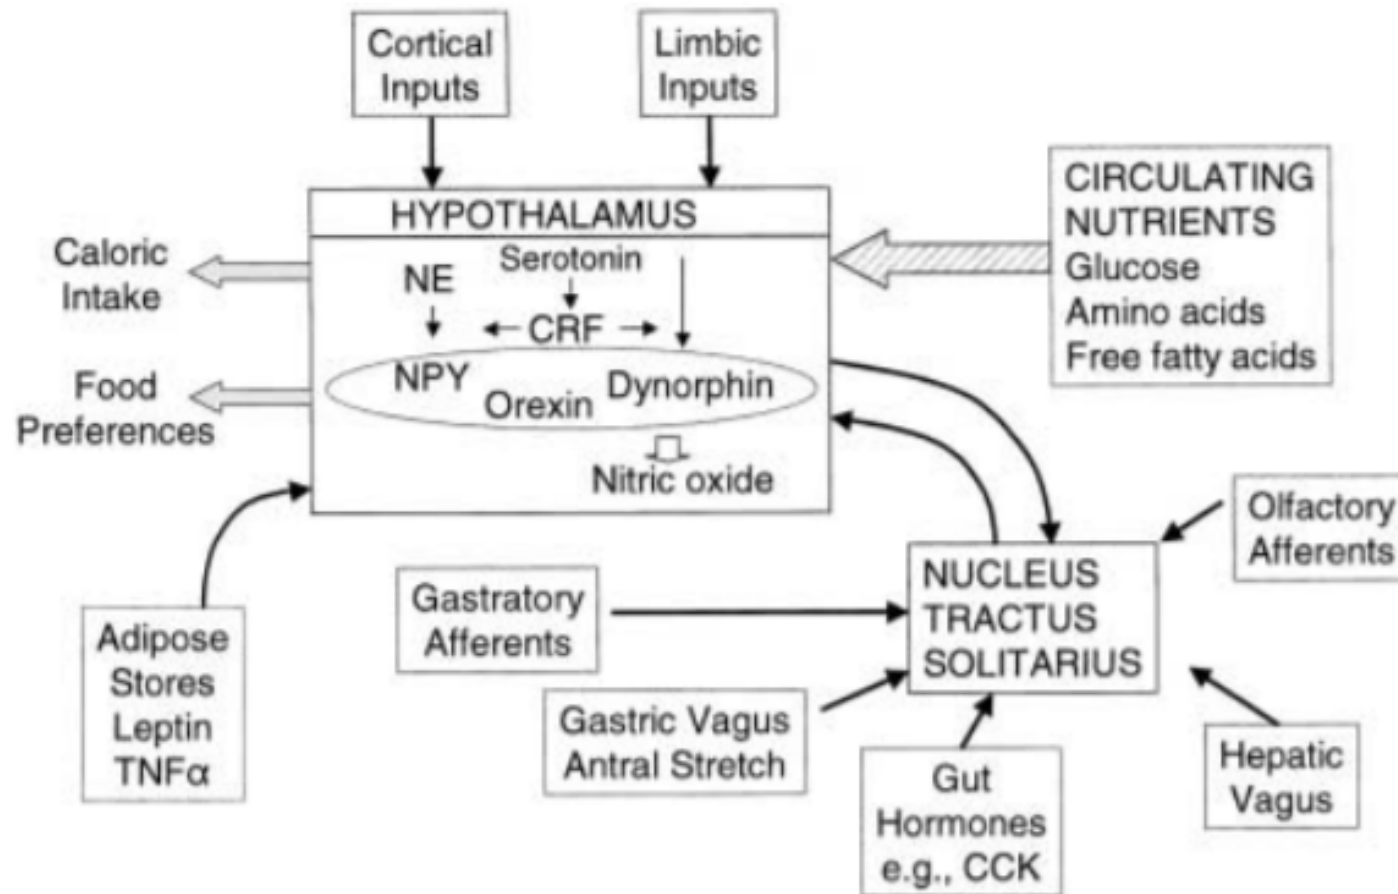 Cortical
Inputs
Limbic
Inputs
CIRCULATING
NUTRIENTS
Glucose
Amino acids
Free fatty acids
HYPOTHALAMUS
Serotonin
NE
CRF
NPY
Orexin
Dynorphin
Nitric oxide
Caloric
Intake
Food
Preferences
Adipose
Stores
Leptin
TNFα
Gastratory
Afferents
Gastric Vagus
Antral Stretch
Gut
Hormones
e.g., CCK
NUCLEUS
TRACTUS
SOLITARIUS
Olfactory
Afferents
Hepatic
Vagus